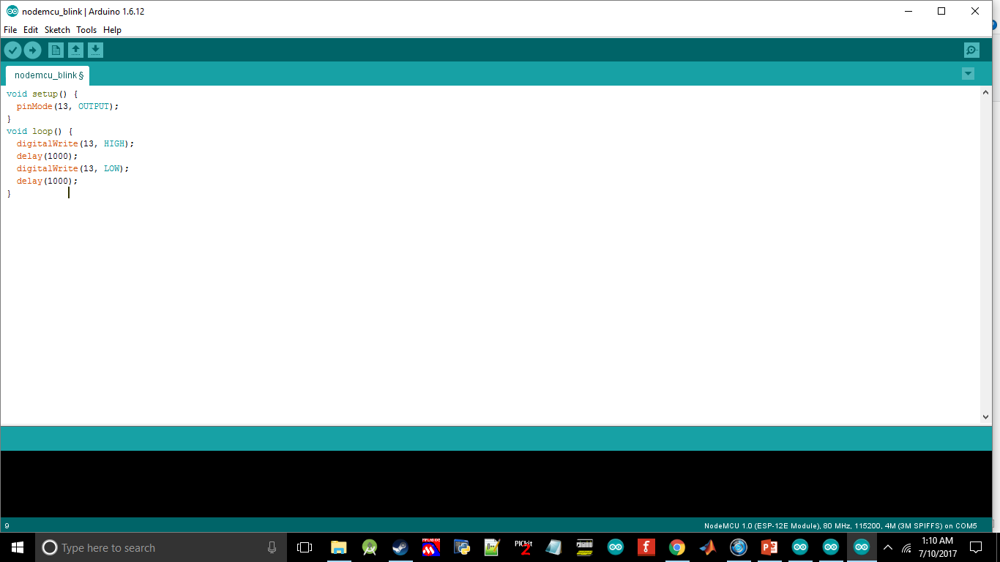 nodemcu_blink | Arduino 1.6.12
File Edit Sketch Tools Help
nodemcu_blink §
void setup() {
  pinMode(13, OUTPUT);
}
void loop() {
  digitalWrite(13, HIGH);
  delay(1000);
  digitalWrite(13, LOW);
  delay(1000);
}
9 NodeMCU 1.0 (ESP-12E Module), 80 MHz, 115200, 4M (3M SPIFFS) on COM5
Type here to search
PICkit
2
1:10 AM
7/10/2017